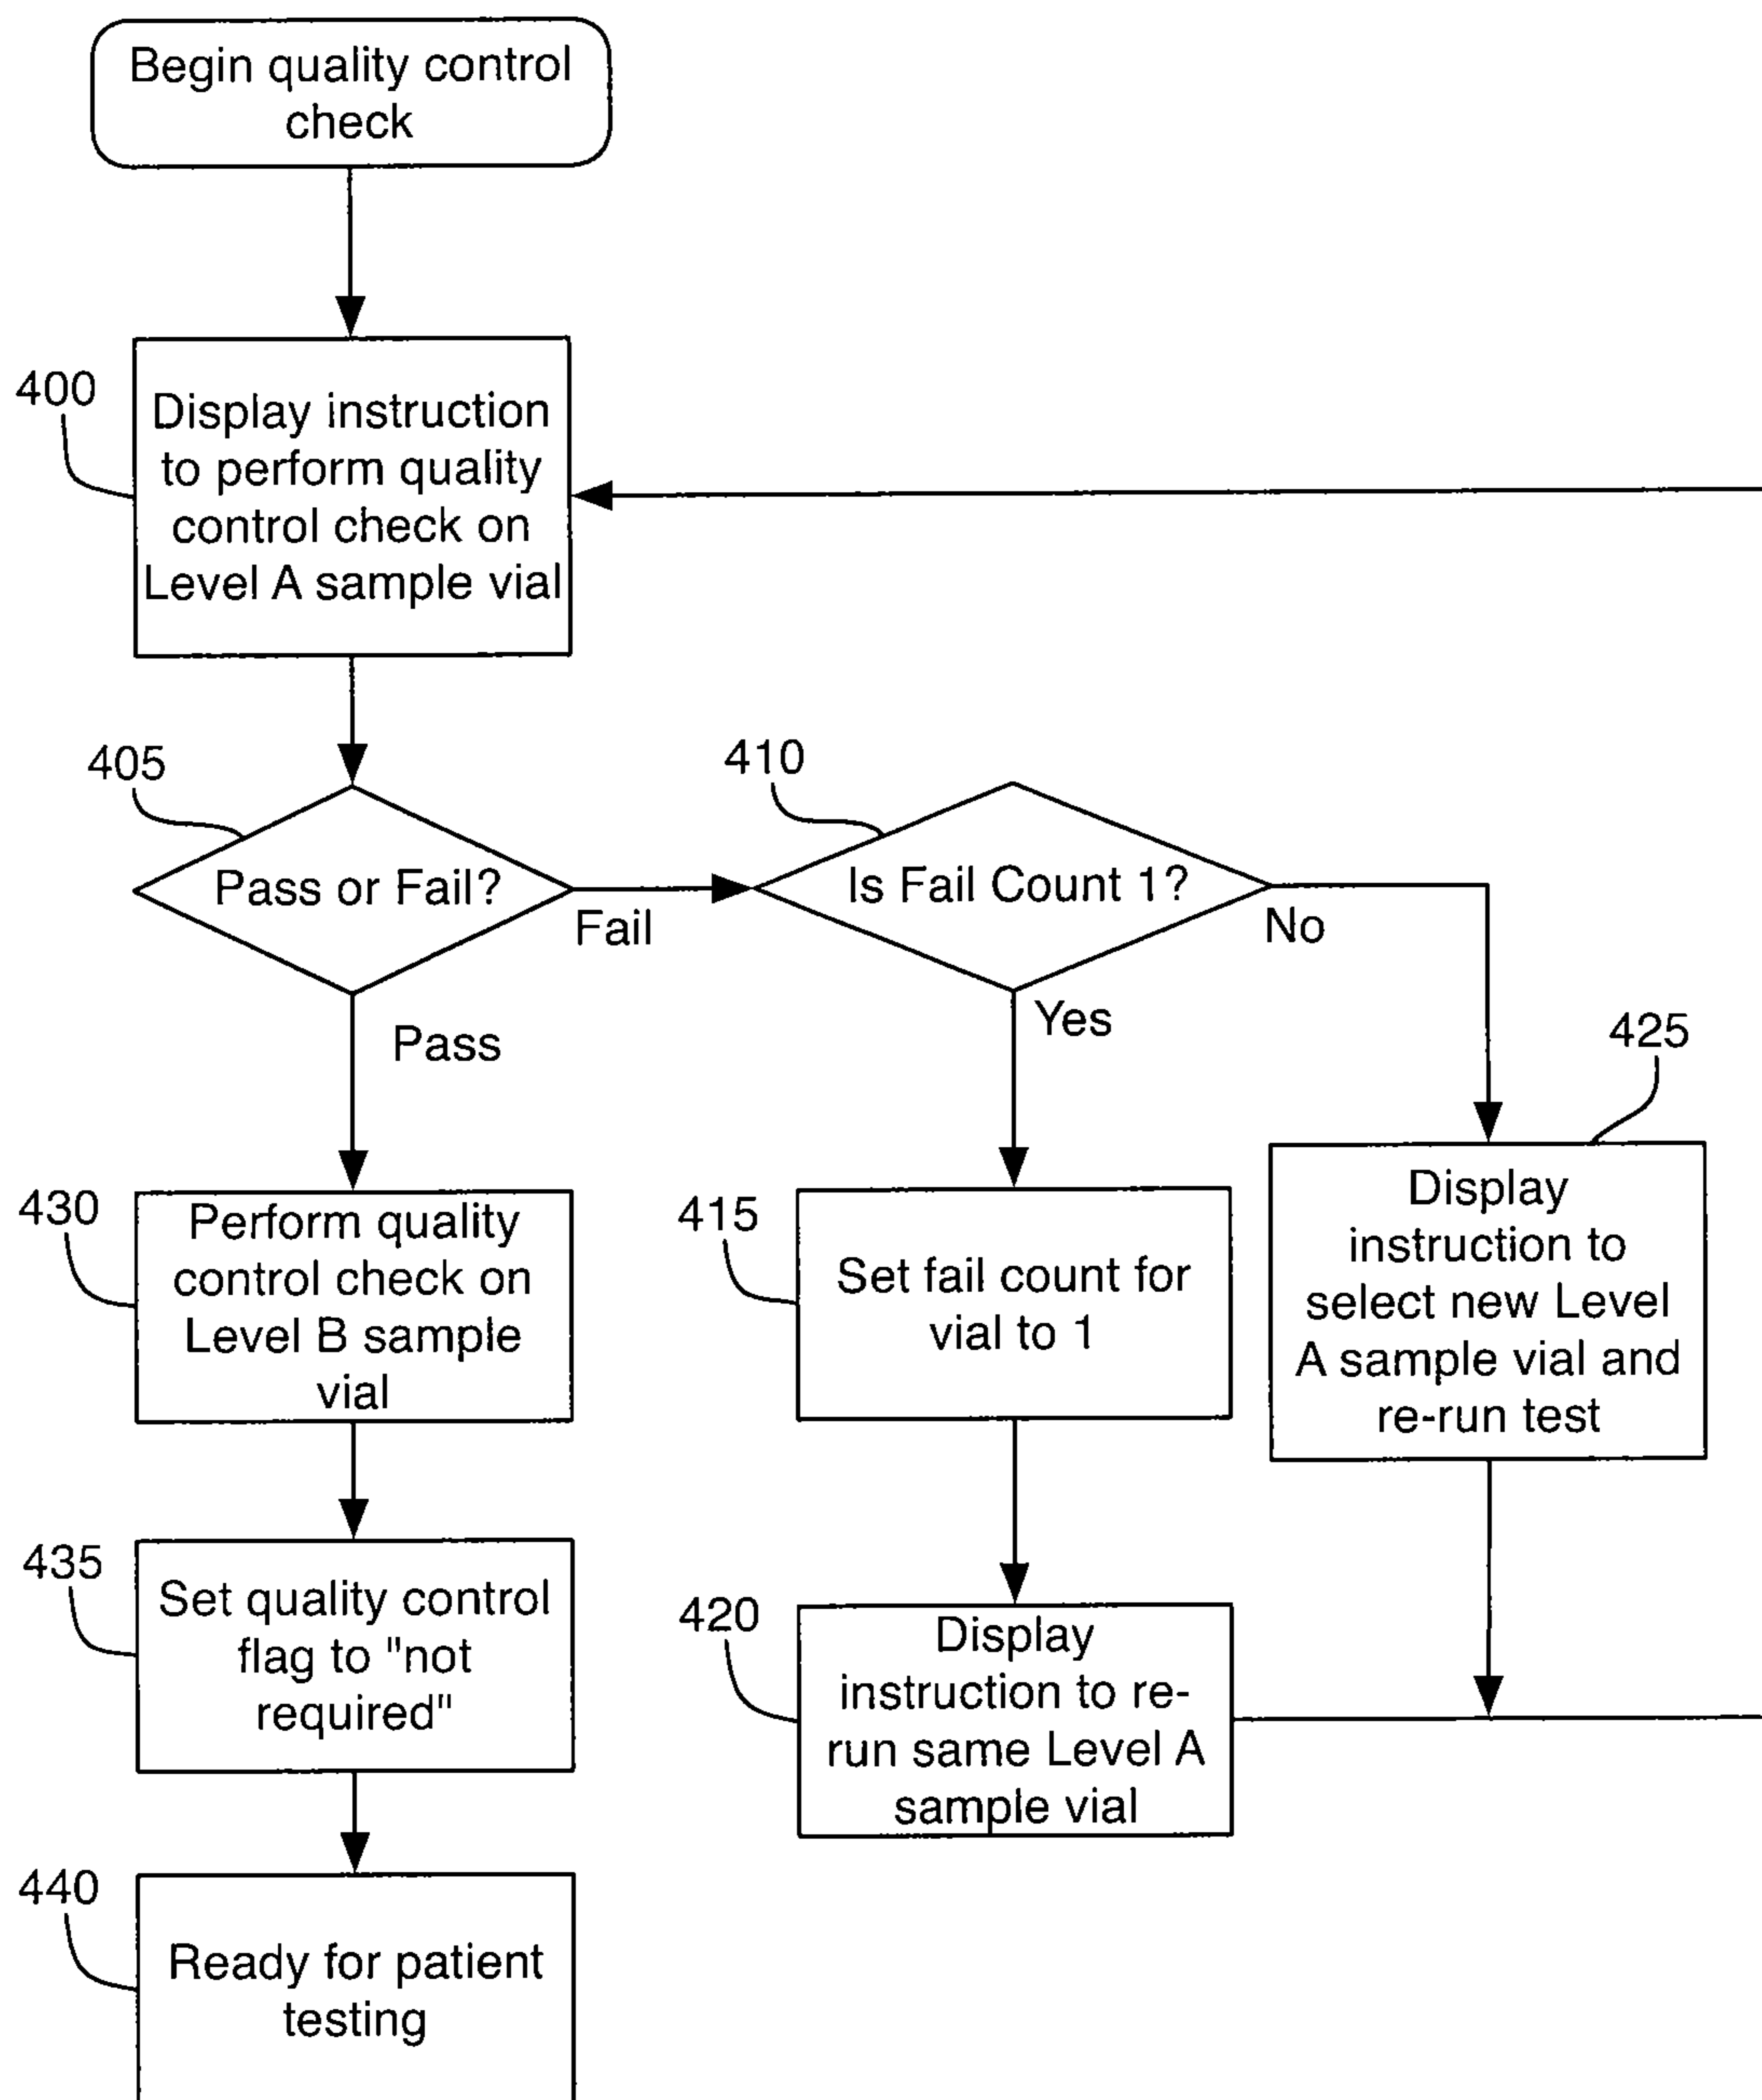 Begin quality control
check
400
Display instruction
to perform quality
control check on
Level A sample vial
405
Pass or Fail?
Fail
410
Is Fail Count 1?
No
Yes
Pass
425
Display
instruction to
select new Level
A sample vial and
re-run test
430
Perform quality
control check on
Level B sample
vial
415
Set fail count for
vial to 1
435
Set quality control
flag to "not
required"
420
Display
instruction to re-
run same Level A
sample vial
440
Ready for patient
testing